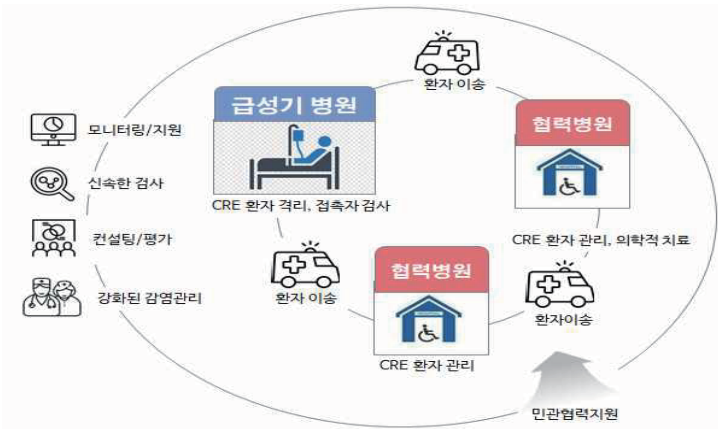 환자 이송
급성기 병원
협력병원
모니터링/지원
신속한 검사
CRE 환자 격리, 접촉자 검사
컨설팅/평가
CRE 환자 관리, 의학적 치료
협력병원
강화된 감염관리
환자 이송
환자이송
CRE 환자 관리
민관협력지원